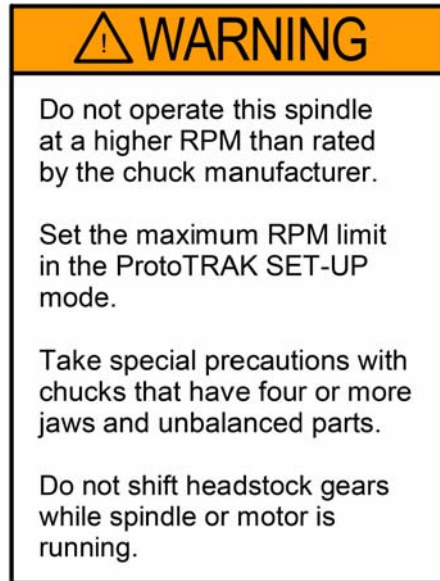 WARNING
Do not operate this spindle
at a higher RPM than rated
by the chuck manufacturer.
Set the maximum RPM limit
in the ProtoTRAK SET-UP
mode.
Take special precautions with
chucks that have four or more
jaws and unbalanced parts.
Do not shift headstock gears
while spindle or motor is
running.